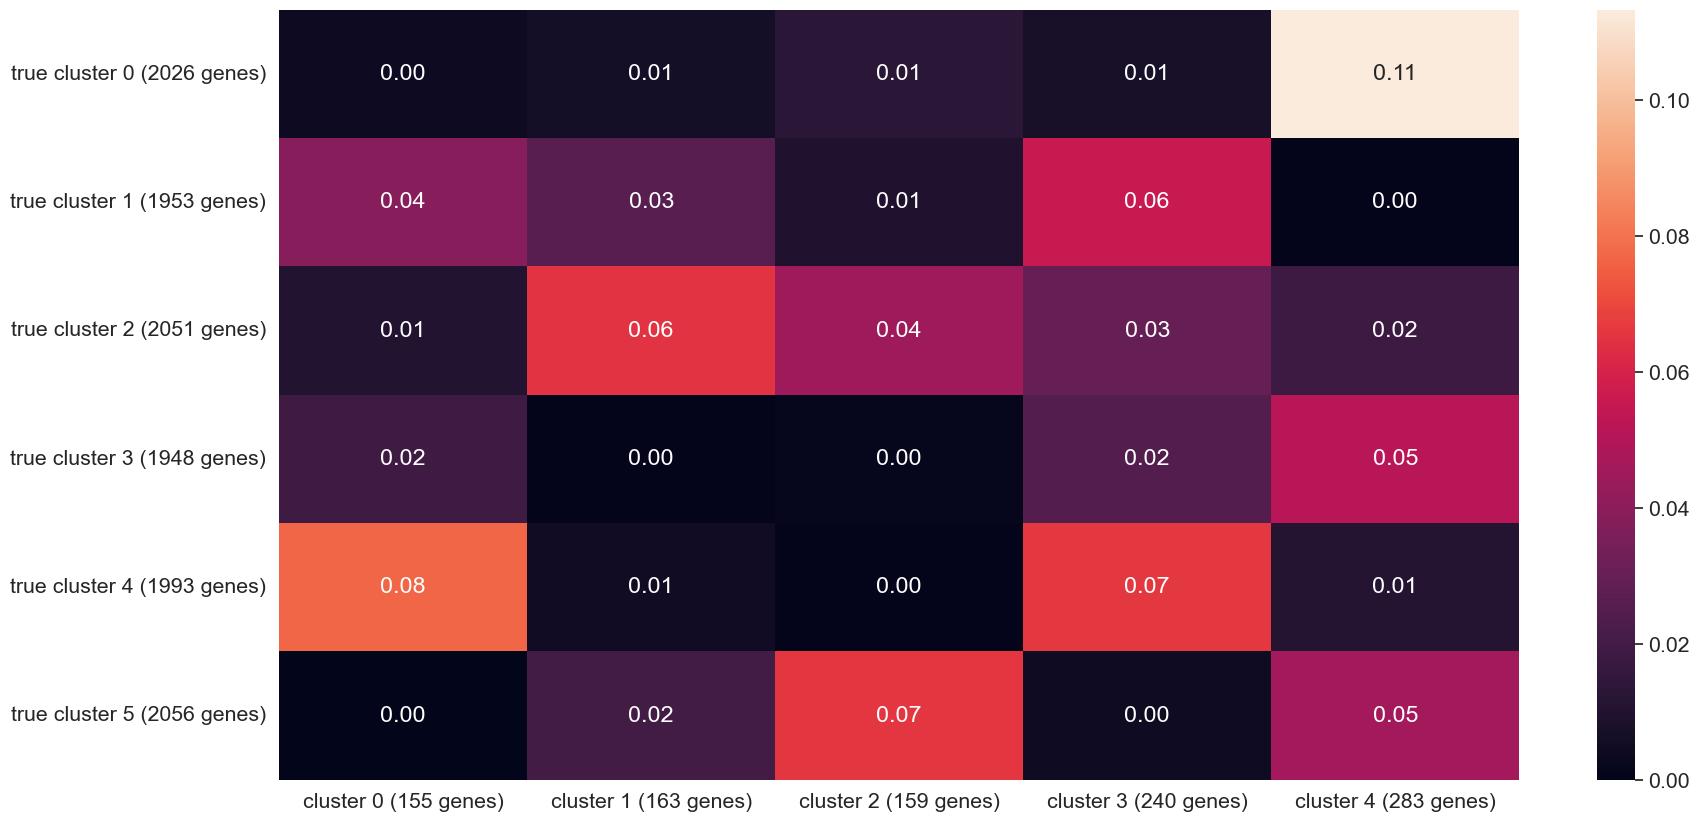 true cluster 0 (2026 genes) 0.00 0.01 0.01 0.01 0.11
0.10
true cluster 1 (1953 genes) 0.04 0.03 0.01 0.06 0.00
0.08
true cluster 2 (2051 genes) 0.01 0.06 0.04 0.03 0.02
0.06
true cluster 3 (1948 genes) 0.02 0.00 0.00 0.02 0.05
0.04
true cluster 4 (1993 genes) 0.08 0.01 0.00 0.07 0.01
0.02
true cluster 5 (2056 genes) 0.00 0.02 0.07 0.00 0.05
0.00
cluster 0 (155 genes) cluster 1 (163 genes) cluster 2 (159 genes) cluster 3 (240 genes) cluster 4 (283 genes)